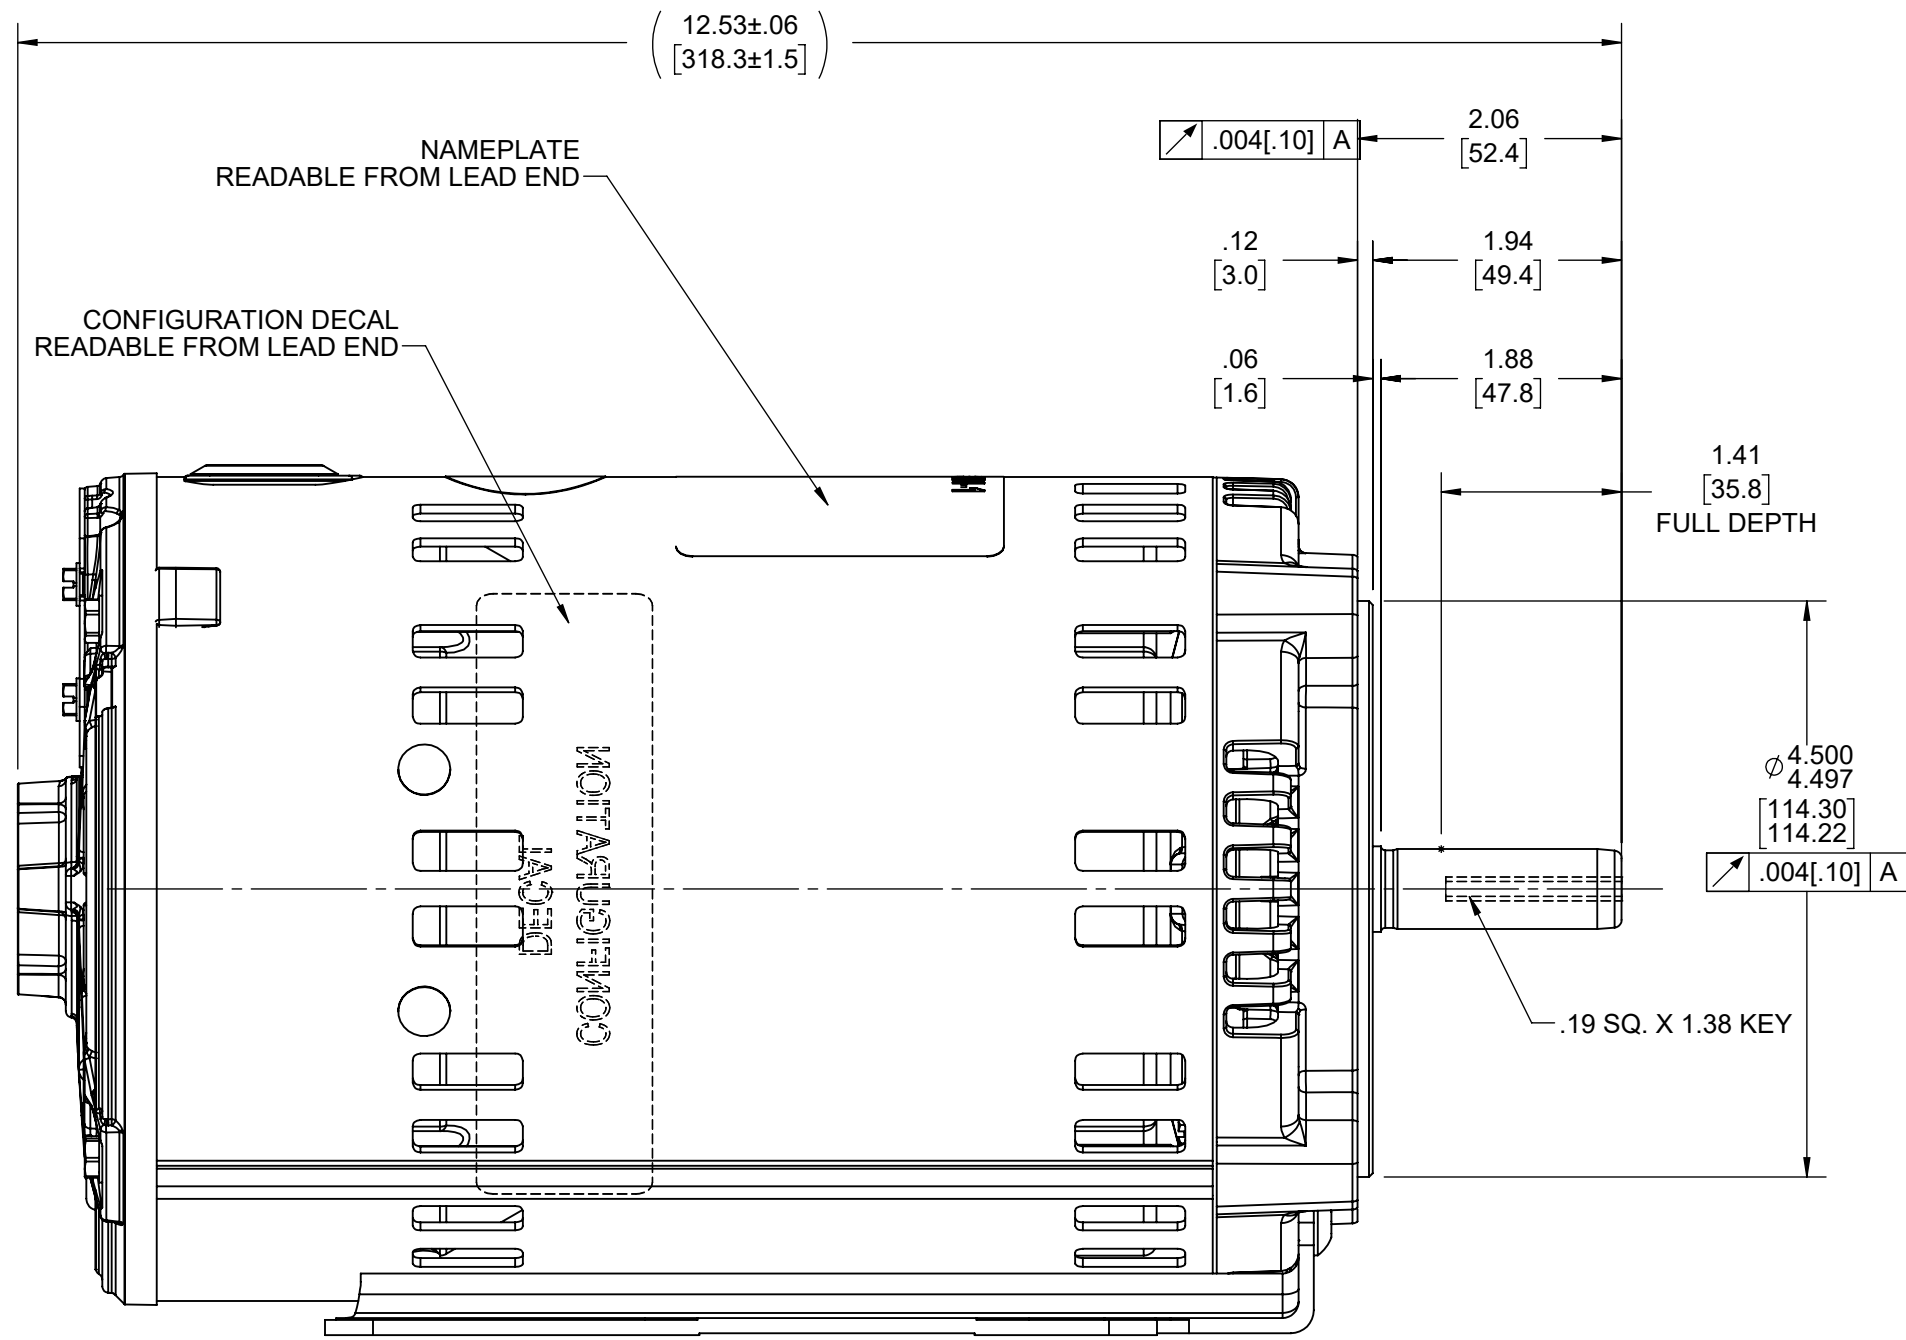 12.53±.06
[318.3±1.5]
.004[.10] A
2.06
[52.4]
NAMEPLATE
READABLE FROM LEAD END
.12
[3.0]
1.94
[49.4]
CONFIGURATION DECAL
READABLE FROM LEAD END
.06
[1.6]
1.88
[47.8]
1.41
[35.8]
FULL DEPTH
CONFIGURATION
DECAL
⌀4.500
4.497
[114.30]
[114.22]
.004[.10] A
.19 SQ. X 1.38 KEY